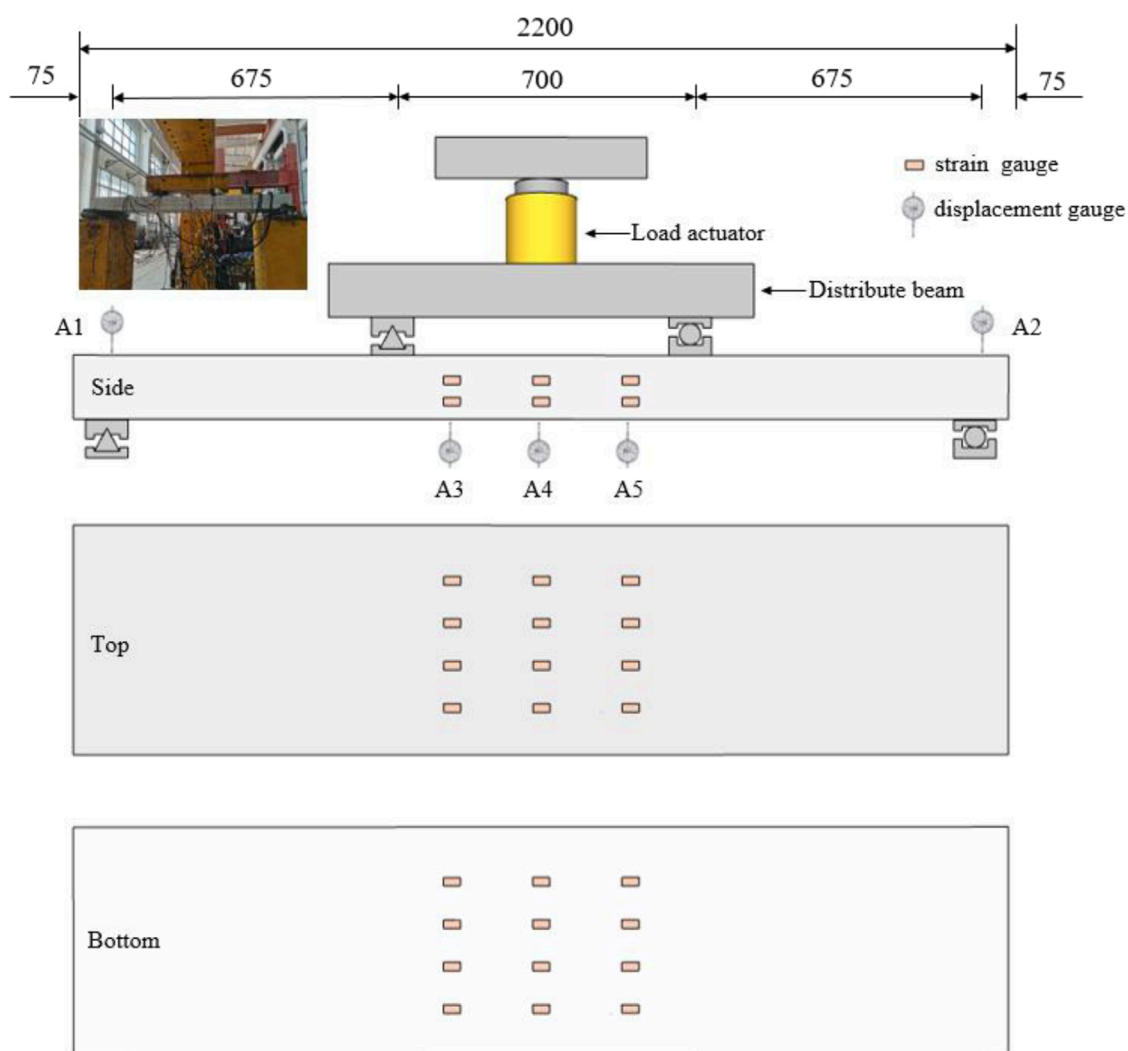 2200
75 675 700 675 75
strain gauge
displacement gauge
Load actuator
Distribute beam
A1 A2
Side
A3 A4 A5
Top
Bottom